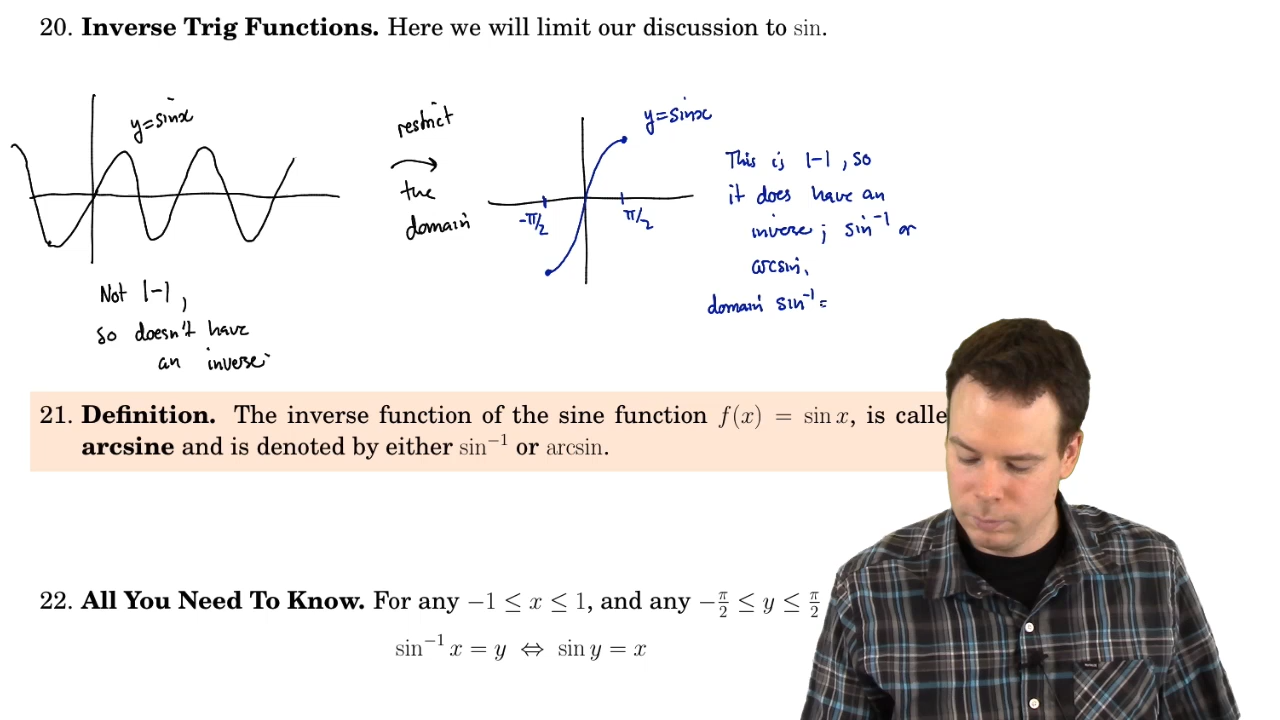 20. Inverse Trig Functions. Here we will limit our discussion to sin.
y=sinx
Not 1-1,
so doesn't have
an inverse
restrict
the
domain
y=sinx
-π/2
π/2
This is 1-1, so
it does have an
invere; sin⁻¹ or
arcsin.
domain sin⁻¹ =
21. Definition. The inverse function of the sine function f(x) = sin x, is calle
arcsine and is denoted by either sin⁻¹ or arcsin.
22. All You Need To Know. For any −1 ≤ x ≤ 1, and any −π/2 ≤ y ≤ π/2
sin⁻¹ x = y ⇔ sin y = x